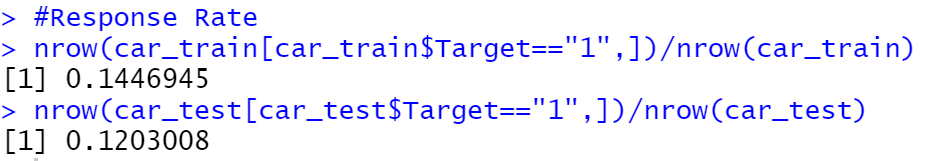 > #Response Rate
> nrow(car_train[car_train$Target=="1",])/nrow(car_train)
[1] 0.1446945
> nrow(car_test[car_test$Target=="1",])/nrow(car_test)
[1] 0.1203008